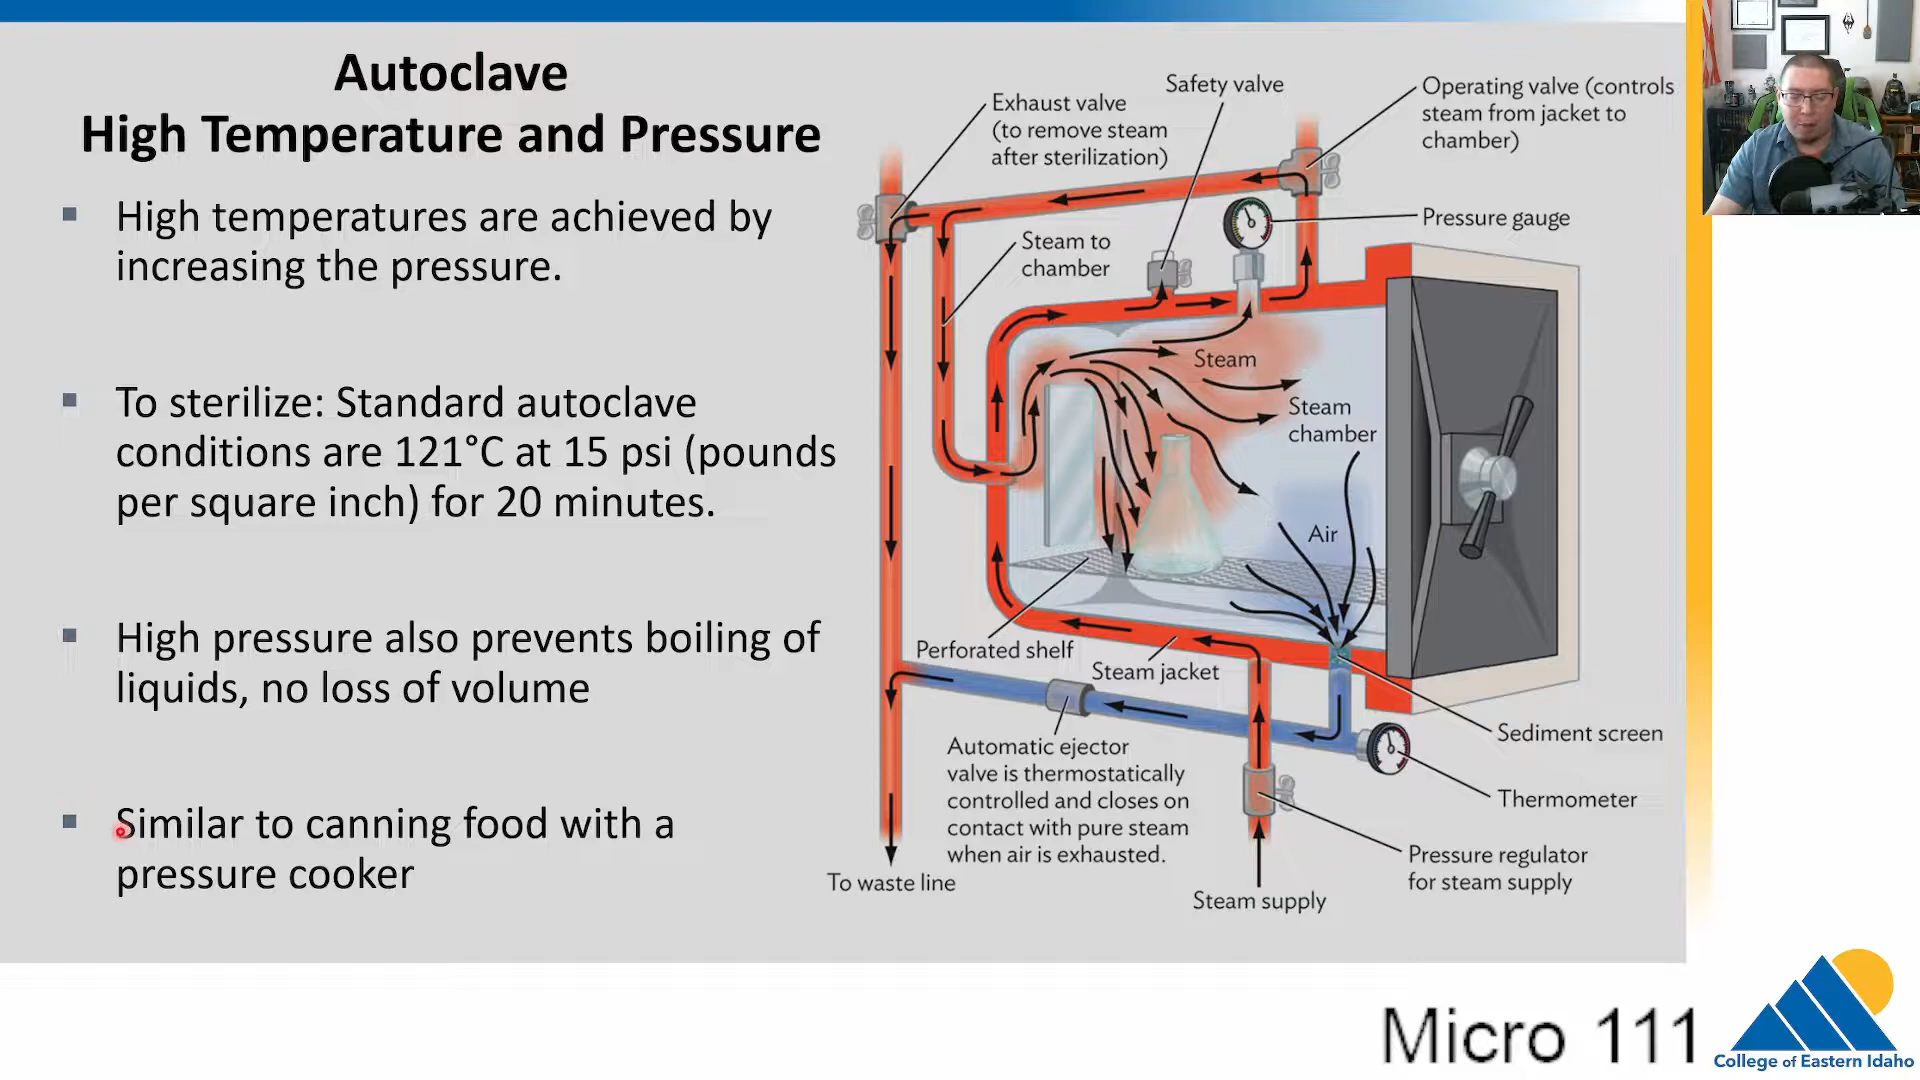 Autoclave
High Temperature and Pressure
High temperatures are achieved by
increasing the pressure.
To sterilize: Standard autoclave
conditions are 121°C at 15 psi (pounds
per square inch) for 20 minutes.
High pressure also prevents boiling of
liquids, no loss of volume
Similar to canning food with a
pressure cooker
Exhaust valve
(to remove steam
after sterilization)
Safety valve
Operating valve (controls
steam from jacket to
chamber)
Pressure gauge
Steam to
chamber
Steam
Steam
chamber
Air
Perforated shelf
Steam jacket
Sediment screen
Automatic ejector
valve is thermostatically
controlled and closes on
contact with pure steam
when air is exhausted.
Thermometer
Pressure regulator
for steam supply
To waste line
Steam supply
Micro 111
College of Eastern Idaho